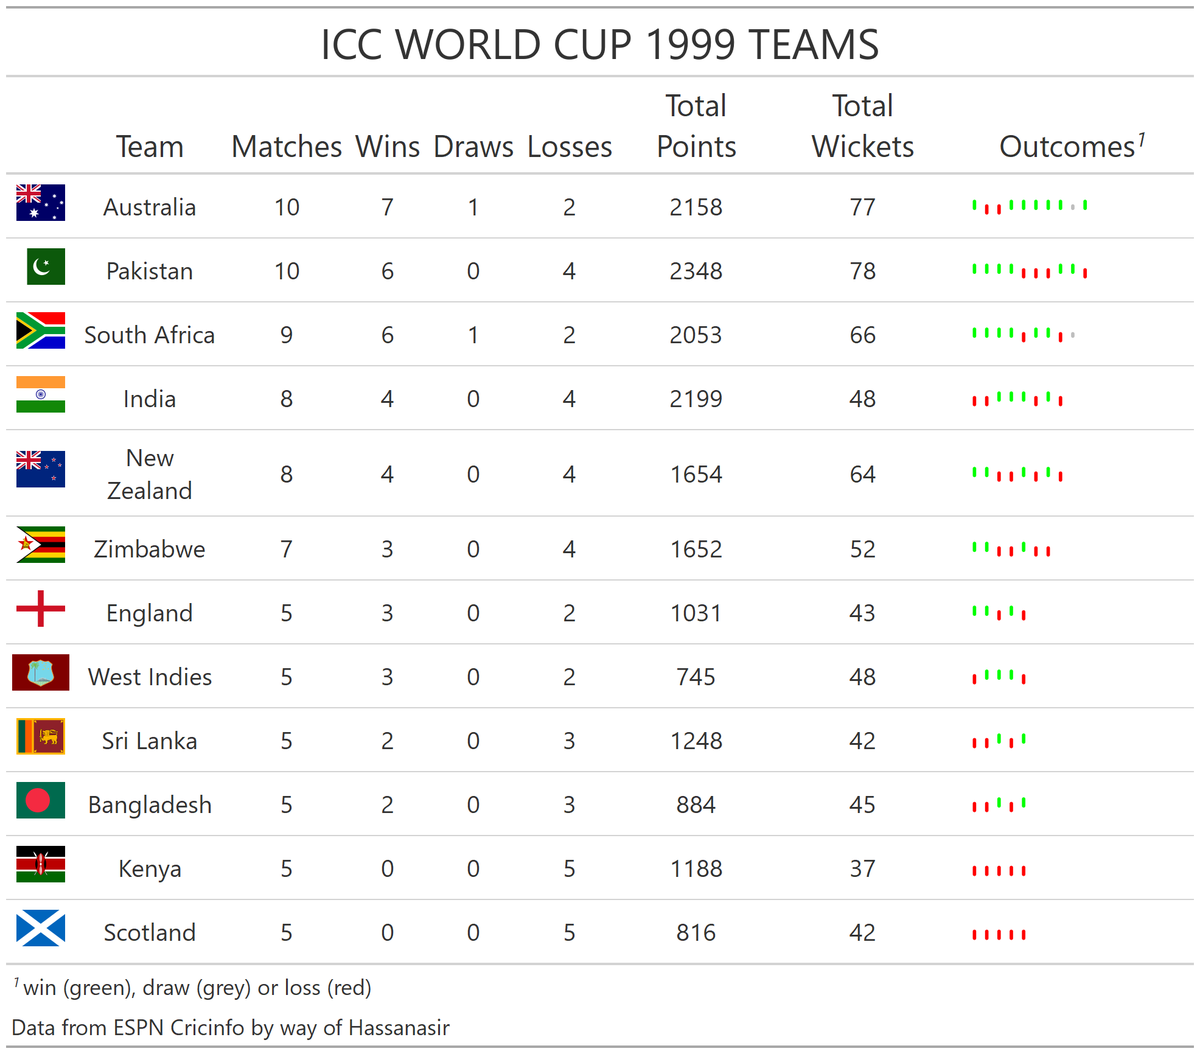 ICC WORLD CUP 1999 TEAMS
Team Matches Wins Draws Losses Total Points Total Wickets Outcomes1
Australia 10 7 1 2 2158 77
Pakistan 10 6 0 4 2348 78
South Africa 9 6 1 2 2053 66
India 8 4 0 4 2199 48
New Zealand 8 4 0 4 1654 64
Zimbabwe 7 3 0 4 1652 52
England 5 3 0 2 1031 43
West Indies 5 3 0 2 745 48
Sri Lanka 5 2 0 3 1248 42
Bangladesh 5 2 0 3 884 45
Kenya 5 0 0 5 1188 37
Scotland 5 0 0 5 816 42
1 win (green), draw (grey) or loss (red)
Data from ESPN Cricinfo by way of Hassanasir